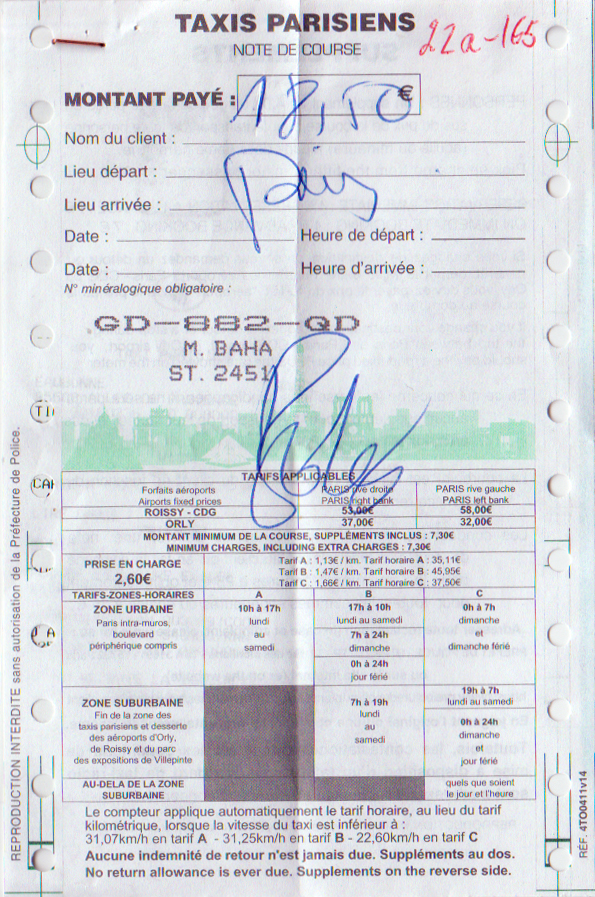 TAXIS PARISIENS
22a-165
NOTE DE COURSE
MONTANT PAYÉ : 18,50 €
Nom du client :
Lieu départ : Paris
Lieu arrivée :
Date : Heure de départ :
Date : Heure d'arrivée :
N° minéralogique obligatoire :
GD-882-QD
M. BAHA
ST. 2451
TARIFS APPLICABLES
Forfaits aéroports PARIS rive droite PARIS rive gauche
Airports fixed prices PARIS right bank PARIS left bank
ROISSY - CDG 53,00€ 58,00€
ORLY 37,00€ 32,00€
MONTANT MINIMUM DE LA COURSE, SUPPLÉMENTS INCLUS : 7,30€
MINIMUM CHARGES, INCLUDING EXTRA CHARGES : 7,30€
PRISE EN CHARGE
2,60€
Tarif A : 1,13€ / km. Tarif horaire A : 35,11€
Tarif B : 1,47€ / km. Tarif horaire B : 45,95€
Tarif C : 1,66€ / km. Tarif horaire C : 37,50€
TARIFS-ZONES-HORAIRES A B C
ZONE URBAINE
Paris intra-muros,
boulevard
périphérique compris
10h à 17h
lundi
au
samedi
17h à 10h
lundi au samedi
7h à 24h
dimanche
0h à 24h
jour férié
0h à 7h
dimanche
et
dimanche férié
ZONE SUBURBAINE
Fin de la zone des
taxis parisiens et desserte
des aéroports d'Orly,
de Roissy et du parc
des expositions de Villepinte
7h à 19h
lundi
au
samedi
19h à 7h
lundi au samedi
0h à 24h
dimanche
et
jour férié
AU-DELA DE LA ZONE
SUBURBAINE
quels que soient
le jour et l'heure
Le compteur applique automatiquement le tarif horaire, au lieu du tarif
kilométrique, lorsque la vitesse du taxi est inférieur à :
31,07km/h en tarif A - 31,25km/h en tarif B - 22,60km/h en tarif C
Aucune indemnité de retour n'est jamais due. Suppléments au dos.
No return allowance is ever due. Supplements on the reverse side.
REPRODUCTION INTERDITE sans autorisation de la Préfecture de Police.
RÉF. 4TO0411v14